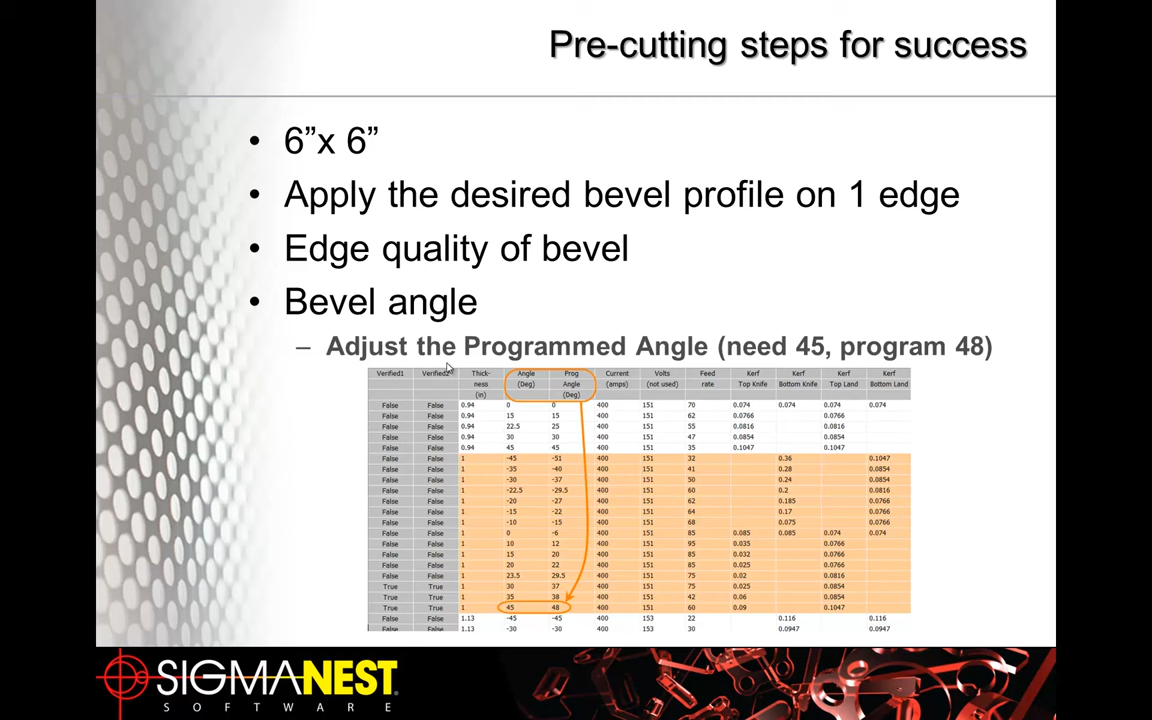 Pre-cutting steps for success
• 6”x 6”
• Apply the desired bevel profile on 1 edge
• Edge quality of bevel
• Bevel angle
– Adjust the Programmed Angle (need 45, program 48)
Verified1 Verified2 Thick- Angle Prog Current Volts Feed Kerf Kerf Kerf Kerf
ness (Deg) Angle (amps) (not used) rate Top Knife Bottom Knife Top Land Bottom Land
(in) (Deg)
False False 0.94 0 0 400 151 70 0.074 0.074 0.074 0.074
False False 0.94 15 15 400 151 62 0.0766 0.0766
False False 0.94 22.5 25 400 151 55 0.0816 0.0816
False False 0.94 30 30 400 151 47 0.0854 0.0854
False False 0.94 45 45 400 151 35 0.1047 0.1047
False False 1 -45 -51 400 151 32 0.36 0.1047
False False 1 -35 -40 400 151 41 0.28 0.0854
False False 1 -30 -37 400 151 50 0.24 0.0854
False False 1 -22.5 -29.5 400 151 60 0.2 0.0816
False False 1 -20 -27 400 151 62 0.185 0.0766
False False 1 -15 -22 400 151 64 0.17 0.0766
False False 1 -10 -15 400 151 68 0.075 0.0766
False False 1 0 -6 400 151 85 0.085 0.085 0.074 0.074
False False 1 10 12 400 151 95 0.035 0.0766
False False 1 15 20 400 151 85 0.032 0.0766
False False 1 20 22 400 151 85 0.025 0.0766
False False 1 23.5 29.5 400 151 75 0.02 0.0816
True True 1 30 37 400 151 75 0.025 0.0854
True True 1 35 38 400 151 42 0.06 0.0854
True True 1 45 48 400 151 60 0.09 0.1047
False False 1.13 -45 -45 400 153 22 0.116 0.116
False False 1.13 -30 -30 400 153 30 0.0947 0.0947
SIGMANEST®
SOFTWARE